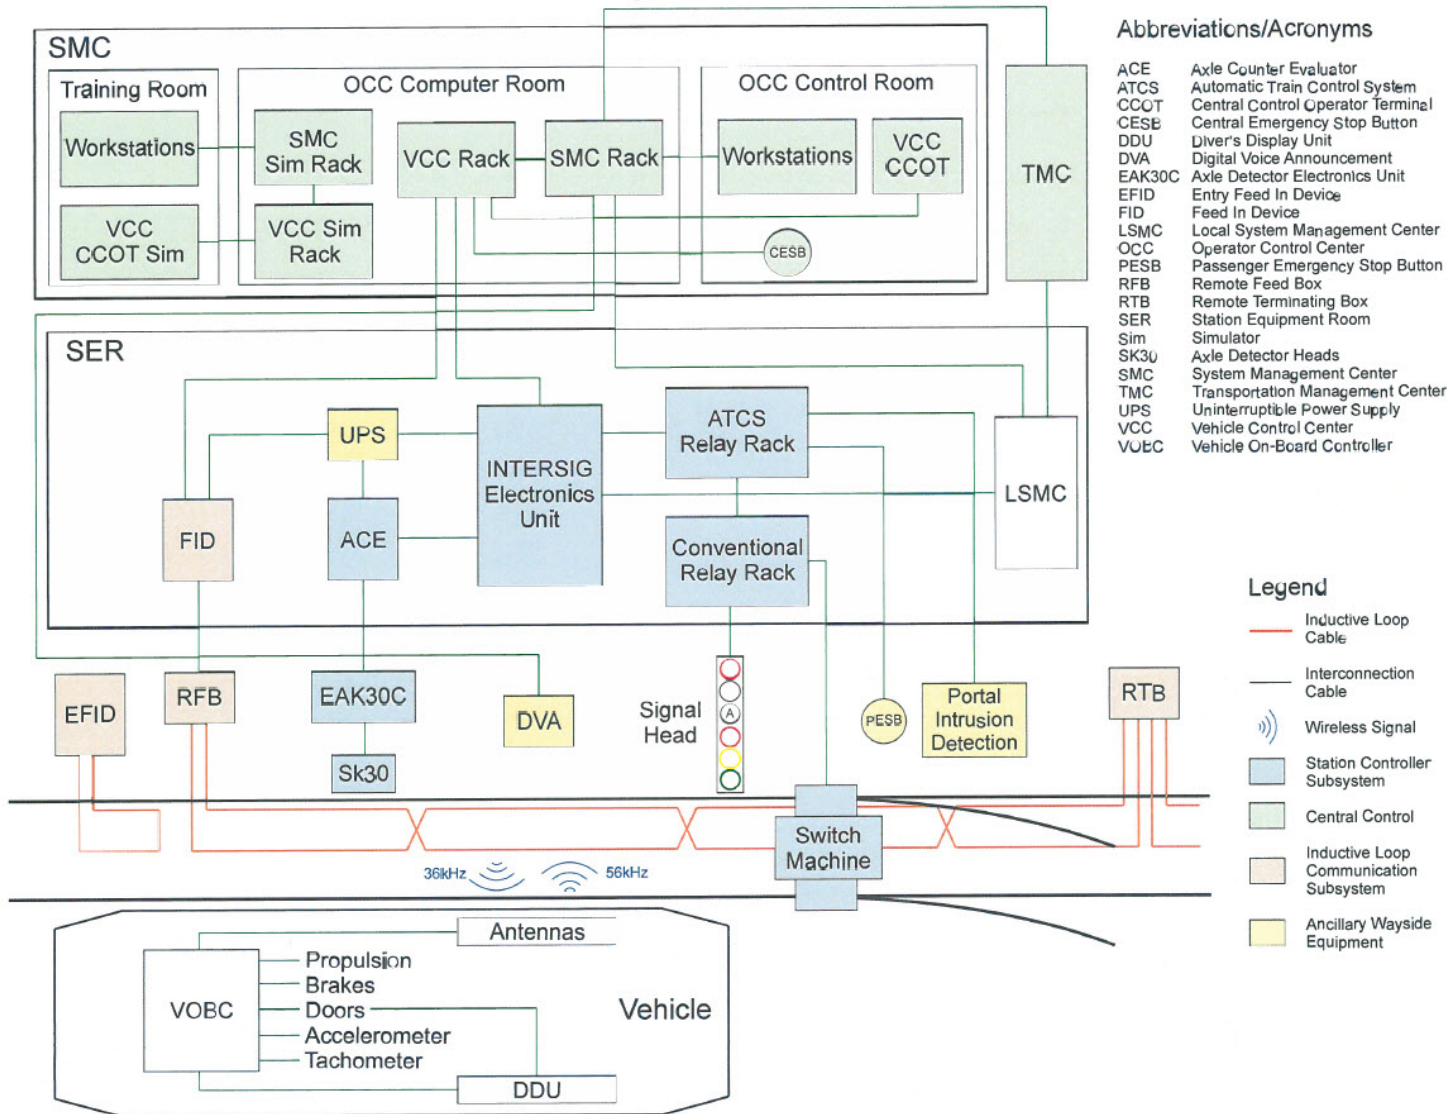 SMC
Training Room
Workstations
VCC
CCOT Sim
OCC Computer Room
SMC
Sim Rack
VCC Sim
Rack
VCC Rack
SMC Rack
OCC Control Room
Workstations
VCC
CCOT
CESB
TMC
SER
UPS
FID
ACE
INTERSIG
Electronics
Unit
ATCS
Relay Rack
Conventional
Relay Rack
LSMC
EFID
RFB
EAK30C
Sk30
DVA
Signal
Head
A
PESB
Portal
Intrusion
Detection
RTB
Switch
Machine
36kHz
56kHz
Vehicle
VOBC
Antennas
Propulsion
Brakes
Doors
Accelerometer
Tachometer
DDU
Abbreviations/Acronyms
ACE Axle Counter Evaluator
ATCS Automatic Train Control System
CCOT Central Control Operator Terminal
CESB Central Emergency Stop Button
DDU Diver's Display Unit
DVA Digital Voice Announcement
EAK30C Axle Detector Electronics Unit
EFID Entry Feed In Device
FID Feed In Device
LSMC Local System Management Center
OCC Operator Control Center
PESB Passenger Emergency Stop Button
RFB Remote Feed Box
RTB Remote Terminating Box
SER Station Equipment Room
Sim Simulator
SK30 Axle Detector Heads
SMC System Management Center
TMC Transportation Management Center
UPS Uninterruptible Power Supply
VCC Vehicle Control Center
VOBC Vehicle On-Board Controller
Legend
Inductive Loop
Cable
Interconnection
Cable
Wireless Signal
Station Controller
Subsystem
Central Control
Inductive Loop
Communication
Subsystem
Ancillary Wayside
Equipment